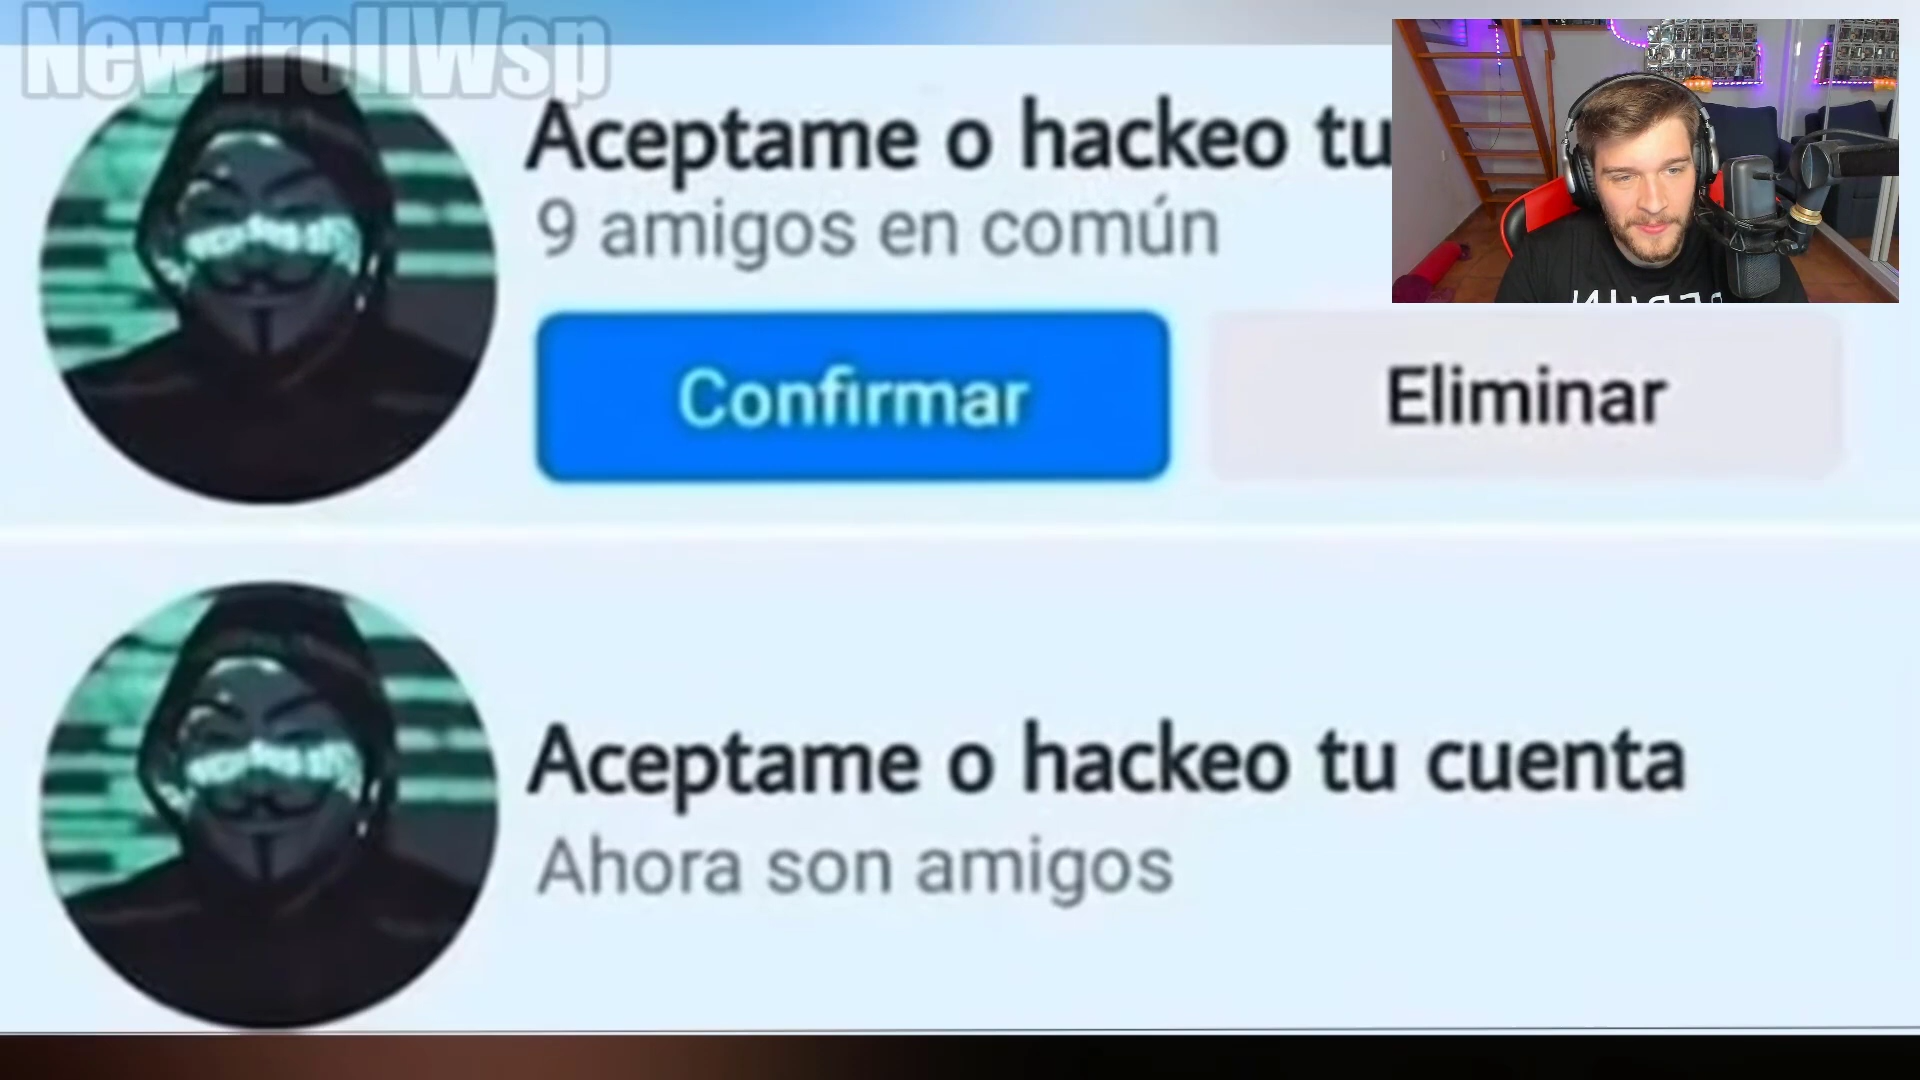 NewTrollWsp
Aceptame o hackeo tu
9 amigos en común
Confirmar
Eliminar
Aceptame o hackeo tu cuenta
Ahora son amigos